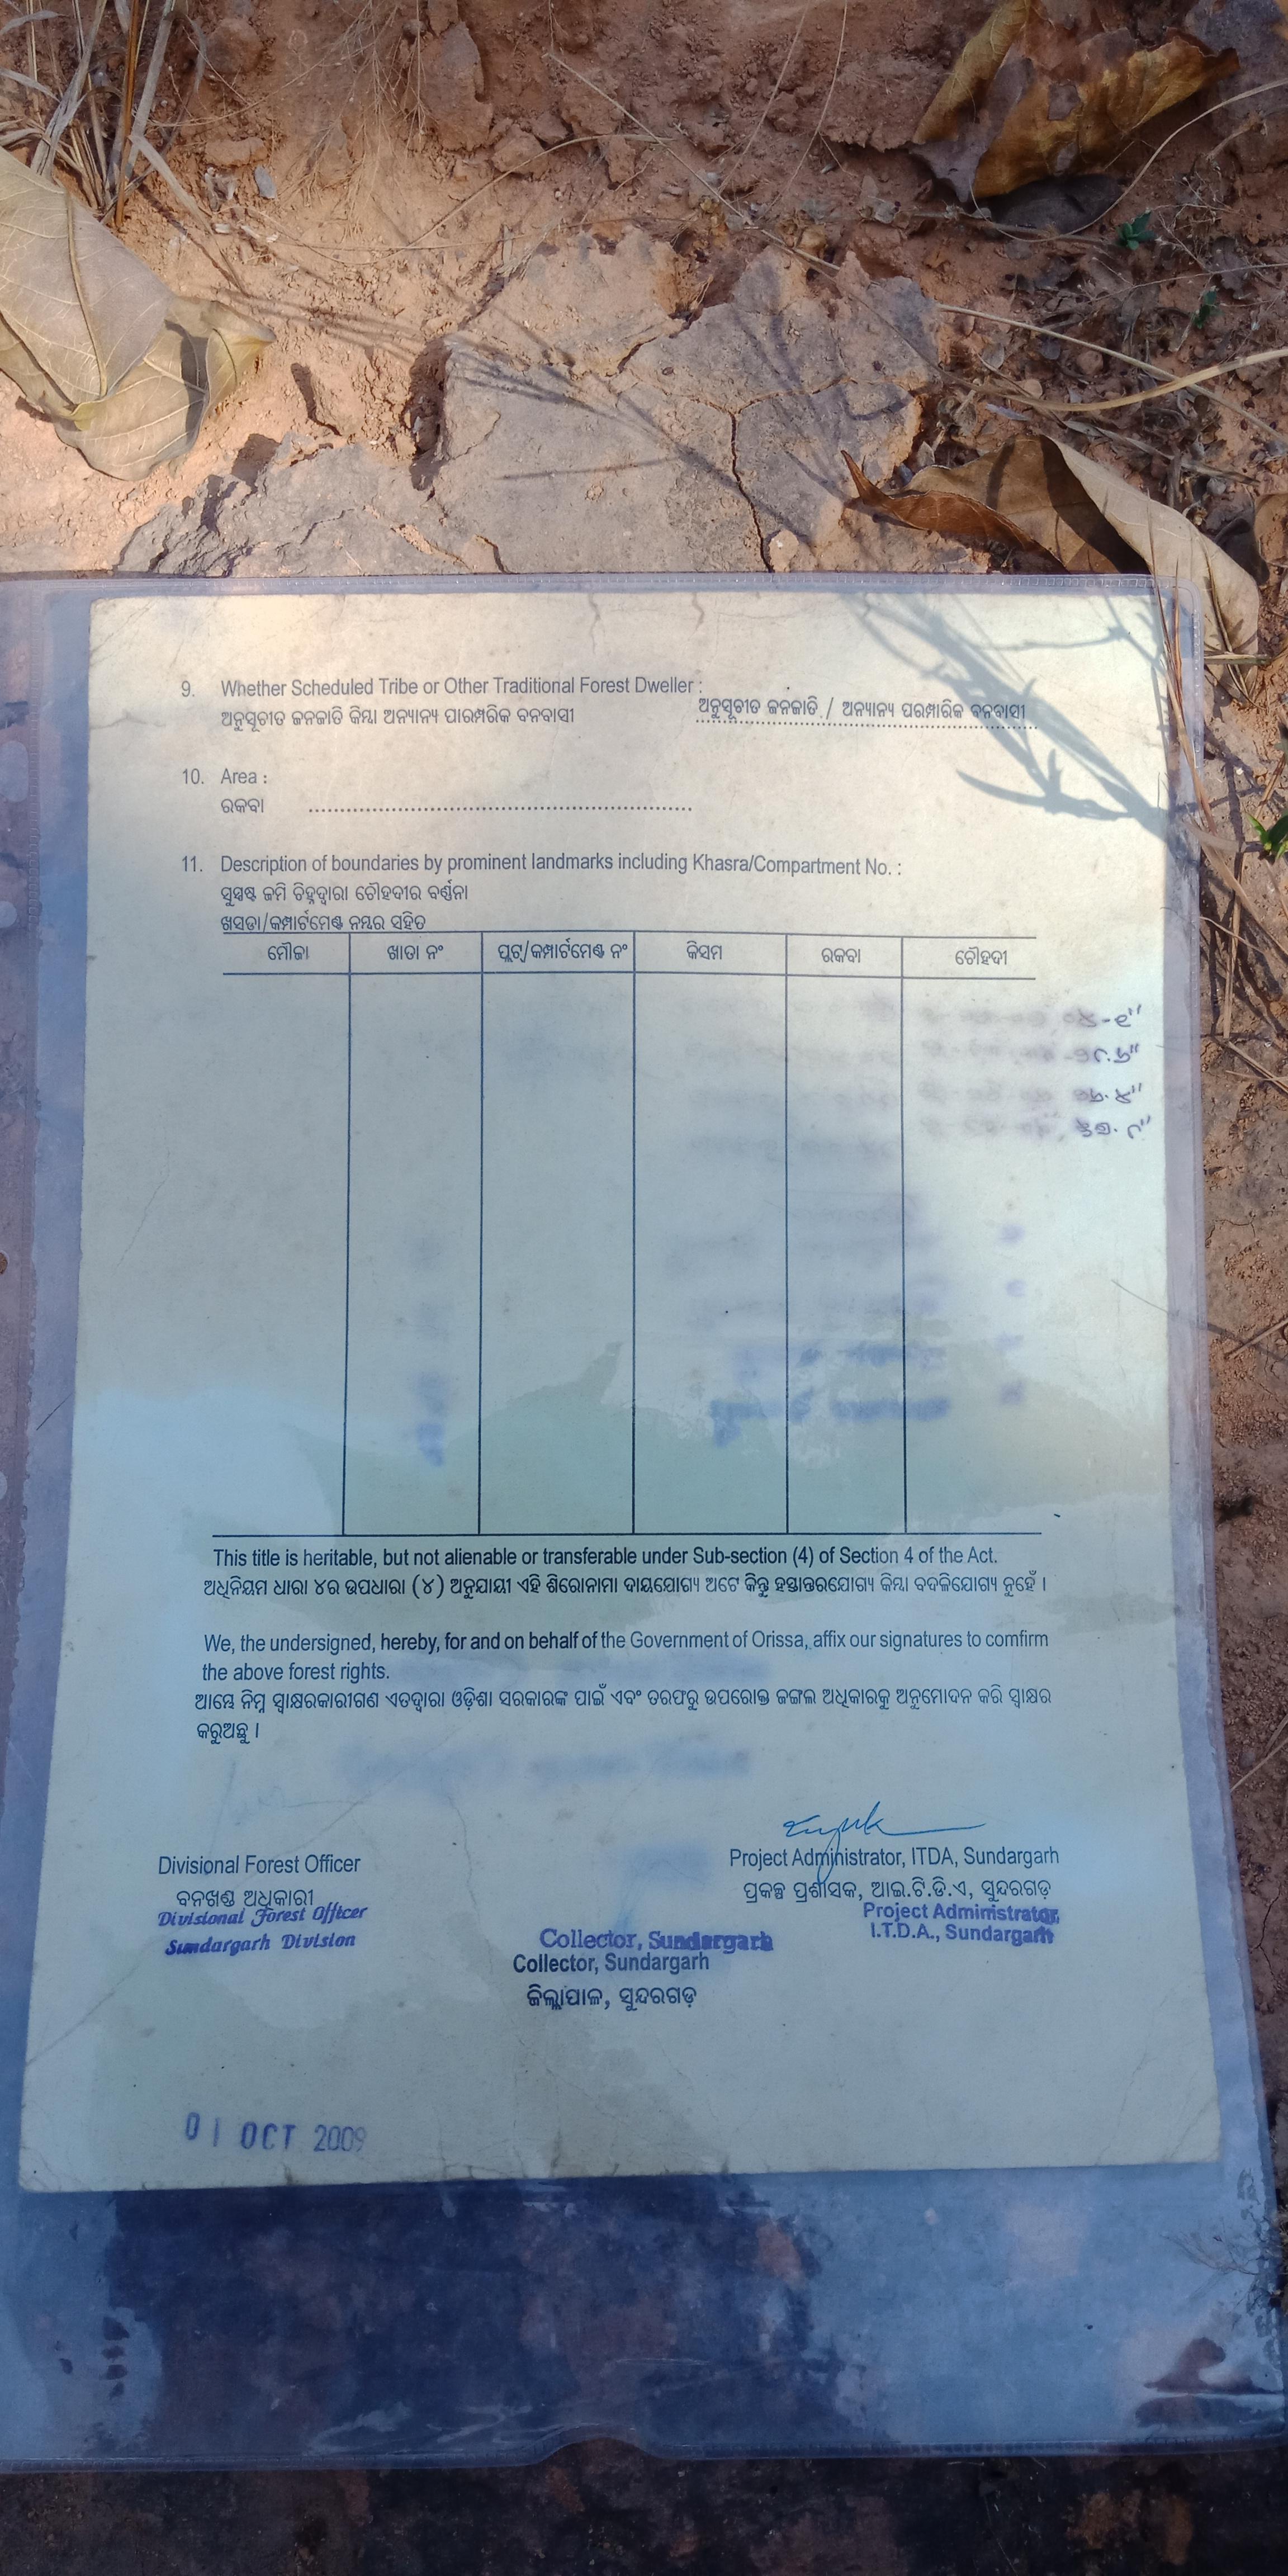 9. Whether Scheduled Tribe or Other Traditional Forest Dweller :
ଅନୁସୂଚୀତ ଜନଜାତି କିମ୍ବା ଅନ୍ୟାନ୍ୟ ପାରମ୍ପରିକ ବନବାସୀ ଅନୁସୂଚୀତ ଜନଜାତି / ଅନ୍ୟାନ୍ୟ ପରମ୍ପାରିକ ବନବାସୀ
10. Area :
ରକବା ..............................................................
11. Description of boundaries by prominent landmarks including Khasra/Compartment No. :
ସୁସ୍ପଷ୍ଟ ଜମି ଚିହ୍ନଦ୍ୱାରା ଚୌହଦୀର ବର୍ଣ୍ଣନା
ଖସଡା/କମ୍ପାର୍ଟମେଣ୍ଟ ନମ୍ବର ସହିତ
ମୌଜା ଖାତା ନଂ ପ୍ଲଟ୍/କମ୍ପାର୍ଟମେଣ୍ଟ ନଂ କିସମ ରକବା ଚୌହଦୀ
This title is heritable, but not alienable or transferable under Sub-section (4) of Section 4 of the Act.
ଅଧିନିୟମ ଧାରା ୪ର ଉପଧାରା (୪) ଅନୁଯାୟୀ ଏହି ଶିରୋନାମା ଦାୟଯୋଗ୍ୟ ଅଟେ କିନ୍ତୁ ହସ୍ତାନ୍ତରଯୋଗ୍ୟ କିମ୍ବା ବଦଳିଯୋଗ୍ୟ ନୁହେଁ ।
We, the undersigned, hereby, for and on behalf of the Government of Orissa, affix our signatures to comfirm
the above forest rights.
ଆମ୍ଭେ ନିମ୍ନ ସ୍ୱାକ୍ଷରକାରୀଗଣ ଏତଦ୍ୱାରା ଓଡ଼ିଶା ସରକାରଙ୍କ ପାଇଁ ଏବଂ ତରଫରୁ ଉପରୋକ୍ତ ଜଙ୍ଗଲ ଅଧିକାରକୁ ଅନୁମୋଦନ କରି ସ୍ୱାକ୍ଷର
କରୁଅଛୁ ।
Divisional Forest Officer
ବନଖଣ୍ଡ ଅଧିକାରୀ
Divisional Forest Officer
Sundargarh Division
Project Administrator, ITDA, Sundargarh
ପ୍ରକଳ୍ପ ପ୍ରଶାସକ, ଆଇ.ଟି.ଡି.ଏ, ସୁନ୍ଦରଗଡ଼
Project Administrator,
I.T.D.A., Sundargarh
Collector, Sundargarh
Collector, Sundargarh
ଜିଲ୍ଲାପାଳ, ସୁନ୍ଦରଗଡ଼
01 OCT 2009